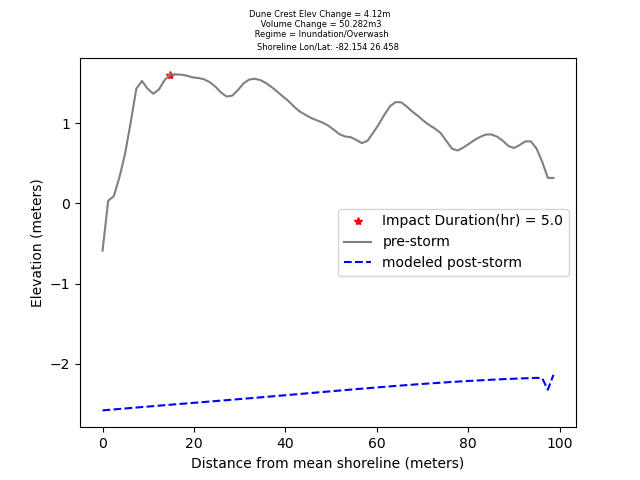 Dune Crest Elev Change = 4.12m
Volume Change = 50.282m3
Regime = Inundation/Overwash
Shoreline Lon/Lat: -82.154 26.458
1
0
−1
−2
Elevation (meters)
Impact Duration(hr) = 5.0
pre-storm
modeled post-storm
0 20 40 60 80 100
Distance from mean shoreline (meters)